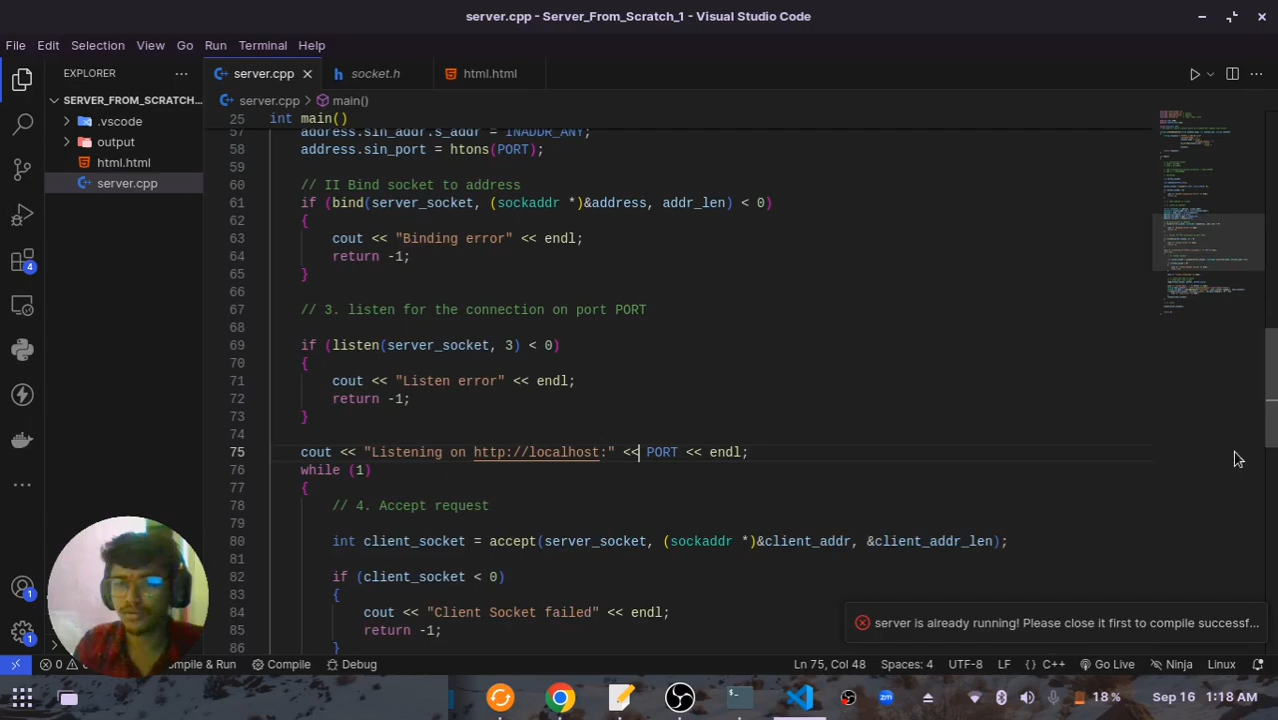 server.cpp - Server_From_Scratch_1 - Visual Studio Code
File Edit Selection View Go Run Terminal Help
EXPLORER
server.cpp
socket.h
html.html
SERVER_FROM_SCRATCH...
server.cpp main()
.vscode
output
html.html
server.cpp
25 int main()
57 address.sin_addr.s_addr = INADDR_ANY;
58 address.sin_port = htons(PORT);
59
60 // II Bind socket to address
61 if (bind(server_socket, (sockaddr *)&address, addr_len) < 0)
62 {
63 cout << "Binding error" << endl;
64 return -1;
65 }
66
67 // 3. listen for the connection on port PORT
68
69 if (listen(server_socket, 3) < 0)
70 {
71 cout << "Listen error" << endl;
72 return -1;
73 }
74
75 cout << "Listening on http://localhost:" << PORT << endl;
76 while (1)
77 {
78 // 4. Accept request
79
80 int client_socket = accept(server_socket, (sockaddr *)&client_addr, &client_addr_len);
81
82 if (client_socket < 0)
83 {
84 cout << "Client Socket failed" << endl;
85 return -1;
86 }
4
1
1
server is already running! Please close it first to compile successf...
0 mpile & Run Compile Debug Ln 75, Col 48 Spaces: 4 UTF-8 LF {} C++ Go Live Ninja Linux
zm 18 % Sep 16 1:18 AM